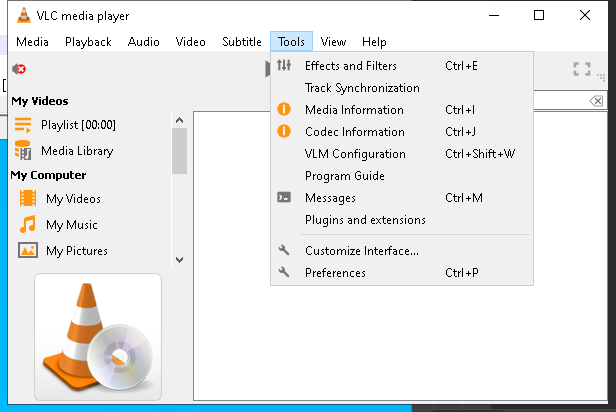 VLC media player
Media Playback Audio Video Subtitle Tools View Help
Effects and Filters Ctrl+E
Track Synchronization
Media Information Ctrl+I
Codec Information Ctrl+J
VLM Configuration Ctrl+Shift+W
Program Guide
Messages Ctrl+M
Plugins and extensions
Customize Interface...
Preferences Ctrl+P
My Videos
Playlist [00:00]
Media Library
My Computer
My Videos
My Music
My Pictures